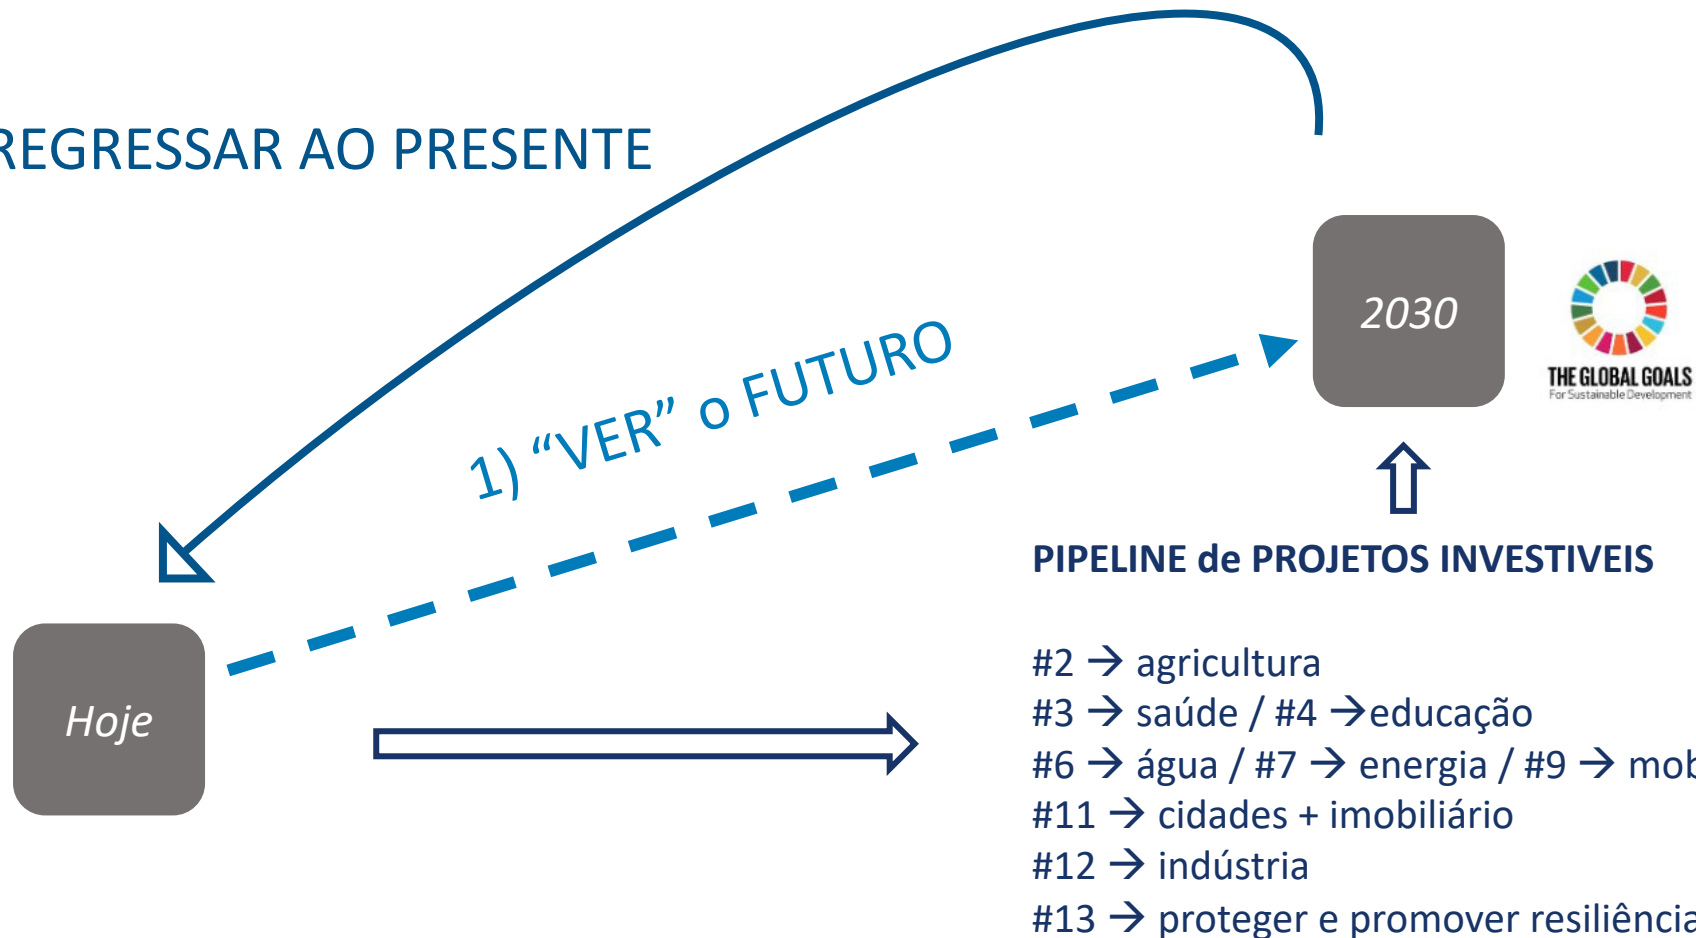 REGRESSAR AO PRESENTE
2030
THE GLOBAL GOALS
For Sustainable Development
1) “VER” o FUTURO
PIPELINE de PROJETOS INVESTIVEIS
Hoje
#2 → agricultura
#3 → saúde / #4 →educação
#6 → água / #7 → energia / #9 →
#11 → cidades + imobiliário
#12 → indústria
#13 → proteger e promover resiliência